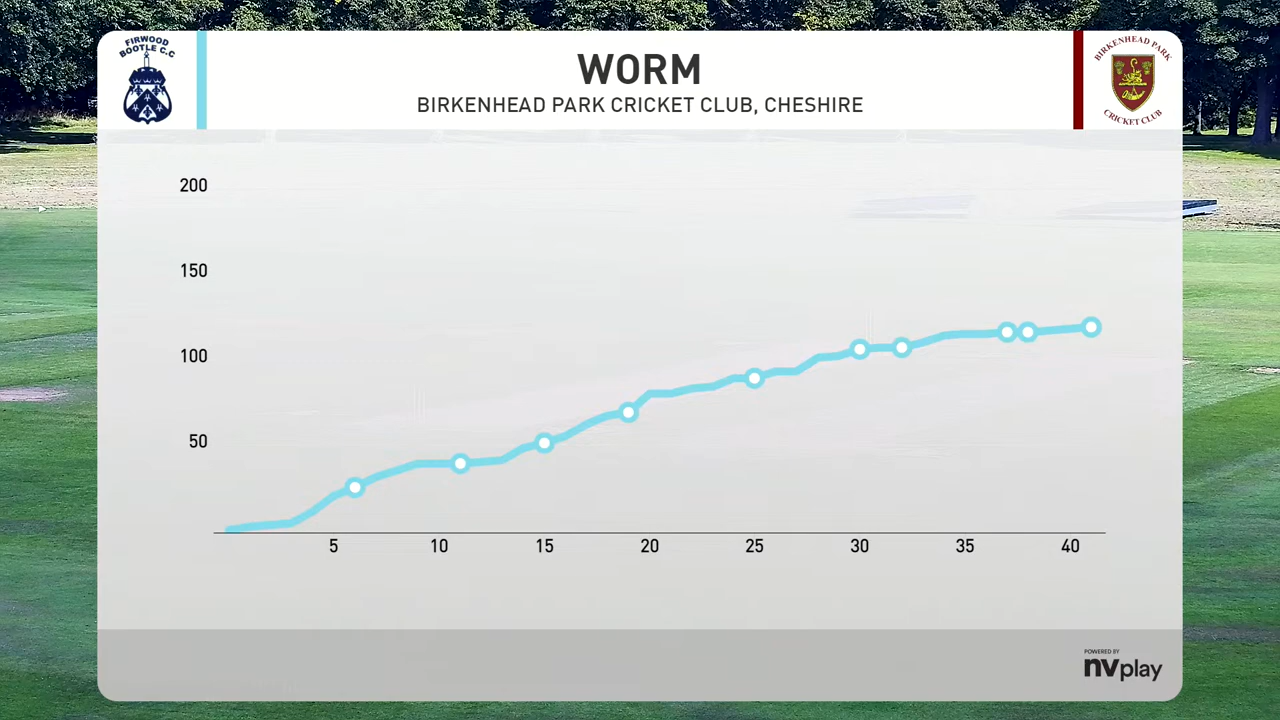 FIRWOOD
BOOTLE C.C
WORM
BIRKENHEAD PARK CRICKET CLUB, CHESHIRE
BIRKENHEAD PARK
CRICKET CLUB
200
150
100
50
5 10 15 20 25 30 35 40
POWERED BY
nvplay